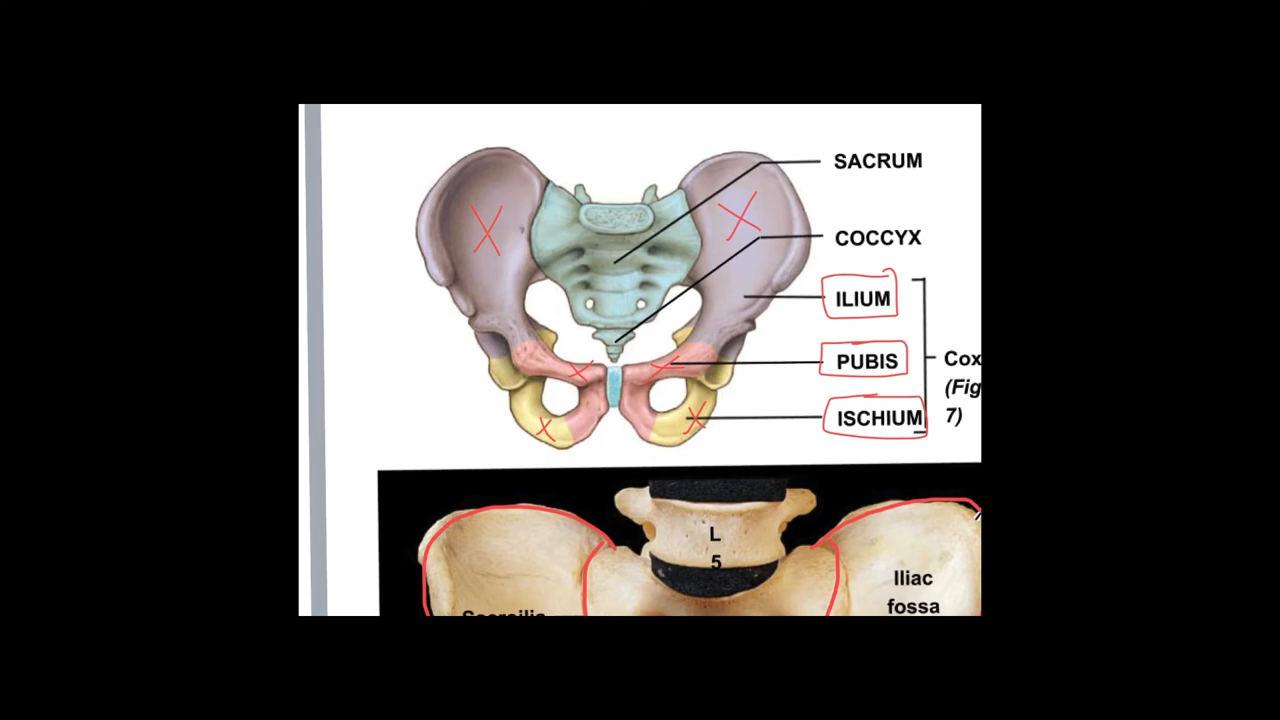 SACRUM
COCCYX
ILIUM
PUBIS
Cox
(Fig
7)
ISCHIUM
L
5
Iliac
fossa